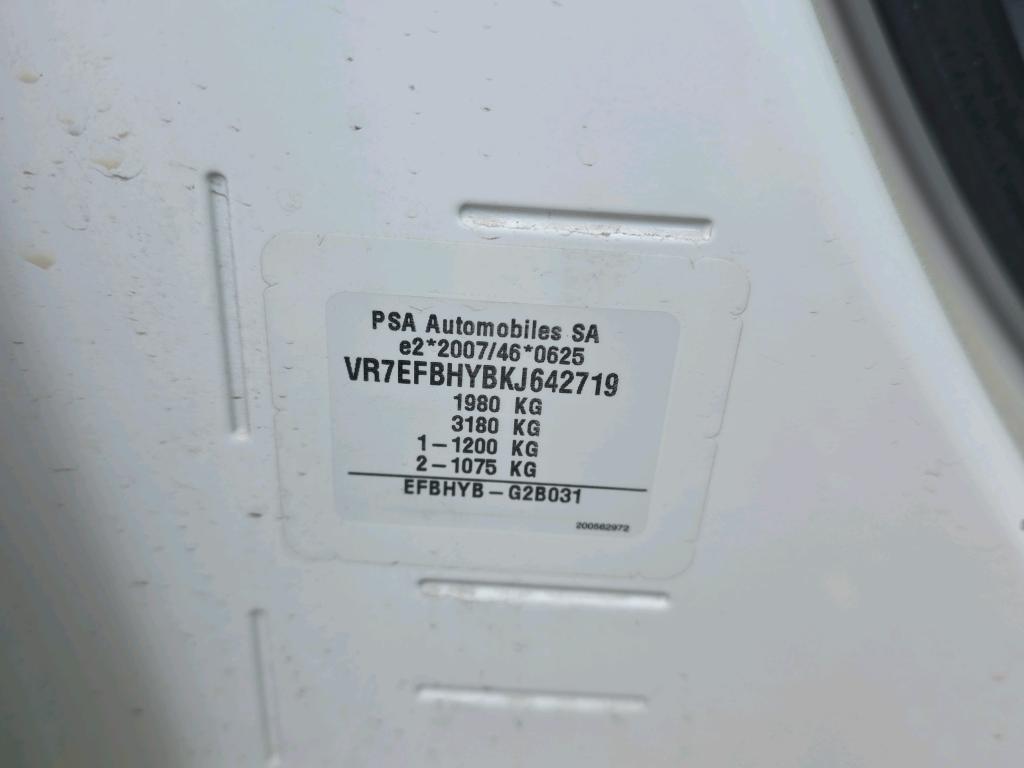 PSA Automobiles SA
e2*2007/46*0625
VR7EFBHYBKJ642719
1980 KG
3180 KG
1-1200 KG
2-1075 KG
EFBHYB-G2B031
200562972